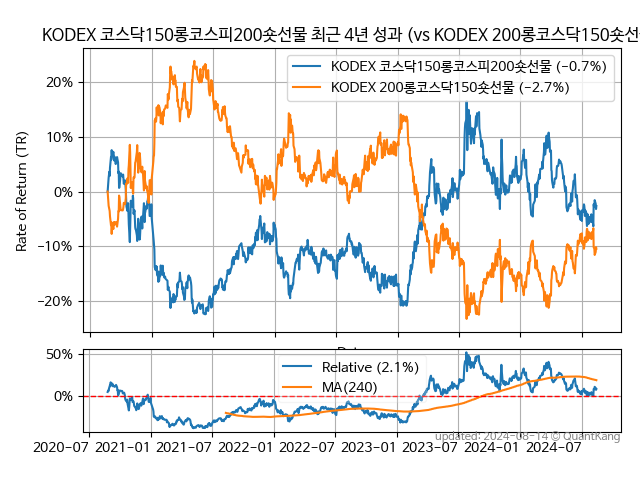 KODEX 코스닥150롱코스피200숏선물 최근 4년 성과 (vs KODEX 200롱코스닥150숏선
KODEX 코스닥150롱코스피200숏선물 (−0.7%)
KODEX 200롱코스닥150숏선물 (−2.7%)
Rate of Return (TR)
20%
10%
0%
−10%
−20%
50%
0%
Relative (2.1%)
MA(240)
updated: 2024-08-14 © QuantKang
2020-07 2021-01 2021-07 2022-01 2022-07 2023-01 2023-07 2024-01 2024-07